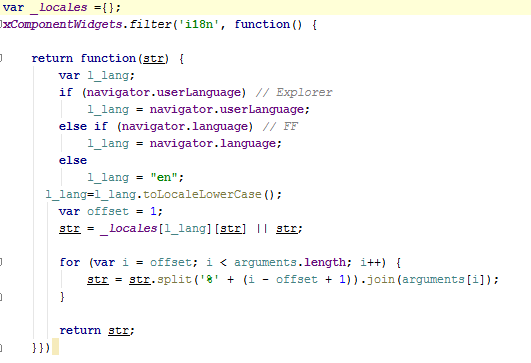 var _locales ={};
xComponentWidgets.filter('i18n', function() {
return function(str) {
var l_lang;
if (navigator.userLanguage) // Explorer
l_lang = navigator.userLanguage;
else if (navigator.language) // FF
l_lang = navigator.language;
else
l_lang = "en";
l_lang=l_lang.toLocaleLowerCase();
var offset = 1;
str = _locales[l_lang][str] || str;
for (var i = offset; i < arguments.length; i++) {
str = str.split('%' + (i - offset + 1)).join(arguments[i]);
}
return str;
}})